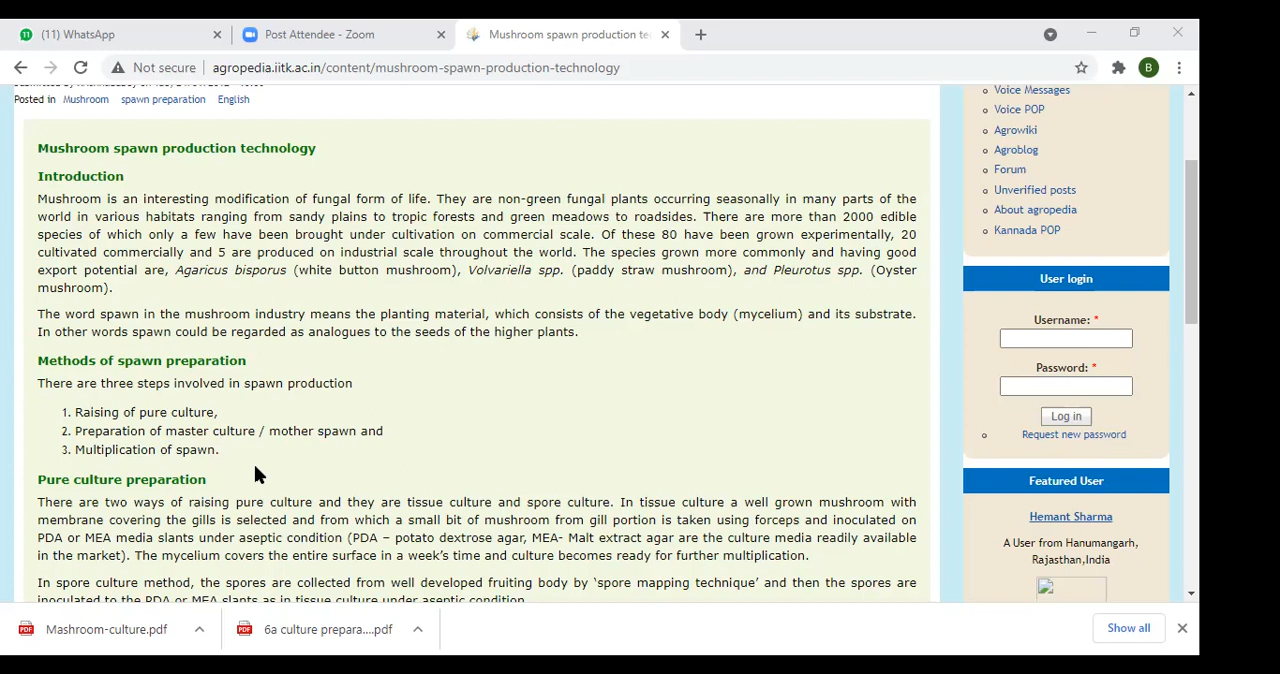 (11) WhatsApp
Post Attendee - Zoom
Mushroom spawn production te
Not secure
agropedia.iitk.ac.in/content/mushroom-spawn-production-technology
B
Posted in Mushroom spawn preparation English
Mushroom spawn production technology
Introduction
Mushroom is an interesting modification of fungal form of life. They are non-green fungal plants occurring seasonally in many parts of the
world in various habitats ranging from sandy plains to tropic forests and green meadows to roadsides. There are more than 2000 edible
species of which only a few have been brought under cultivation on commercial scale. Of these 80 have been grown experimentally, 20
cultivated commercially and 5 are produced on industrial scale throughout the world. The species grown more commonly and having good
export potential are, Agaricus bisporus (white button mushroom), Volvariella spp. (paddy straw mushroom), and Pleurotus spp. (Oyster
mushroom).
The word spawn in the mushroom industry means the planting material, which consists of the vegetative body (mycelium) and its substrate.
In other words spawn could be regarded as analogues to the seeds of the higher plants.
Methods of spawn preparation
There are three steps involved in spawn production
1. Raising of pure culture,
2. Preparation of master culture / mother spawn and
3. Multiplication of spawn.
Pure culture preparation
There are two ways of raising pure culture and they are tissue culture and spore culture. In tissue culture a well grown mushroom with
membrane covering the gills is selected and from which a small bit of mushroom from gill portion is taken using forceps and inoculated on
PDA or MEA media slants under aseptic condition (PDA – potato dextrose agar, MEA- Malt extract agar are the culture media readily available
in the market). The mycelium covers the entire surface in a week's time and culture becomes ready for further multiplication.
In spore culture method, the spores are collected from well developed fruiting body by 'spore mapping technique' and then the spores are
inoculated to the PDA or MEA slants as in tissue culture under aseptic condition.
Voice Messages
Voice POP
Agrowiki
Agroblog
Forum
Unverified posts
About agropedia
Kannada POP
User login
Username: *
Password: *
Log in
Request new password
Featured User
Hemant Sharma
A User from Hanumangarh,
Rajasthan,India
Mashroom-culture.pdf
6a culture prepara....pdf
Show all